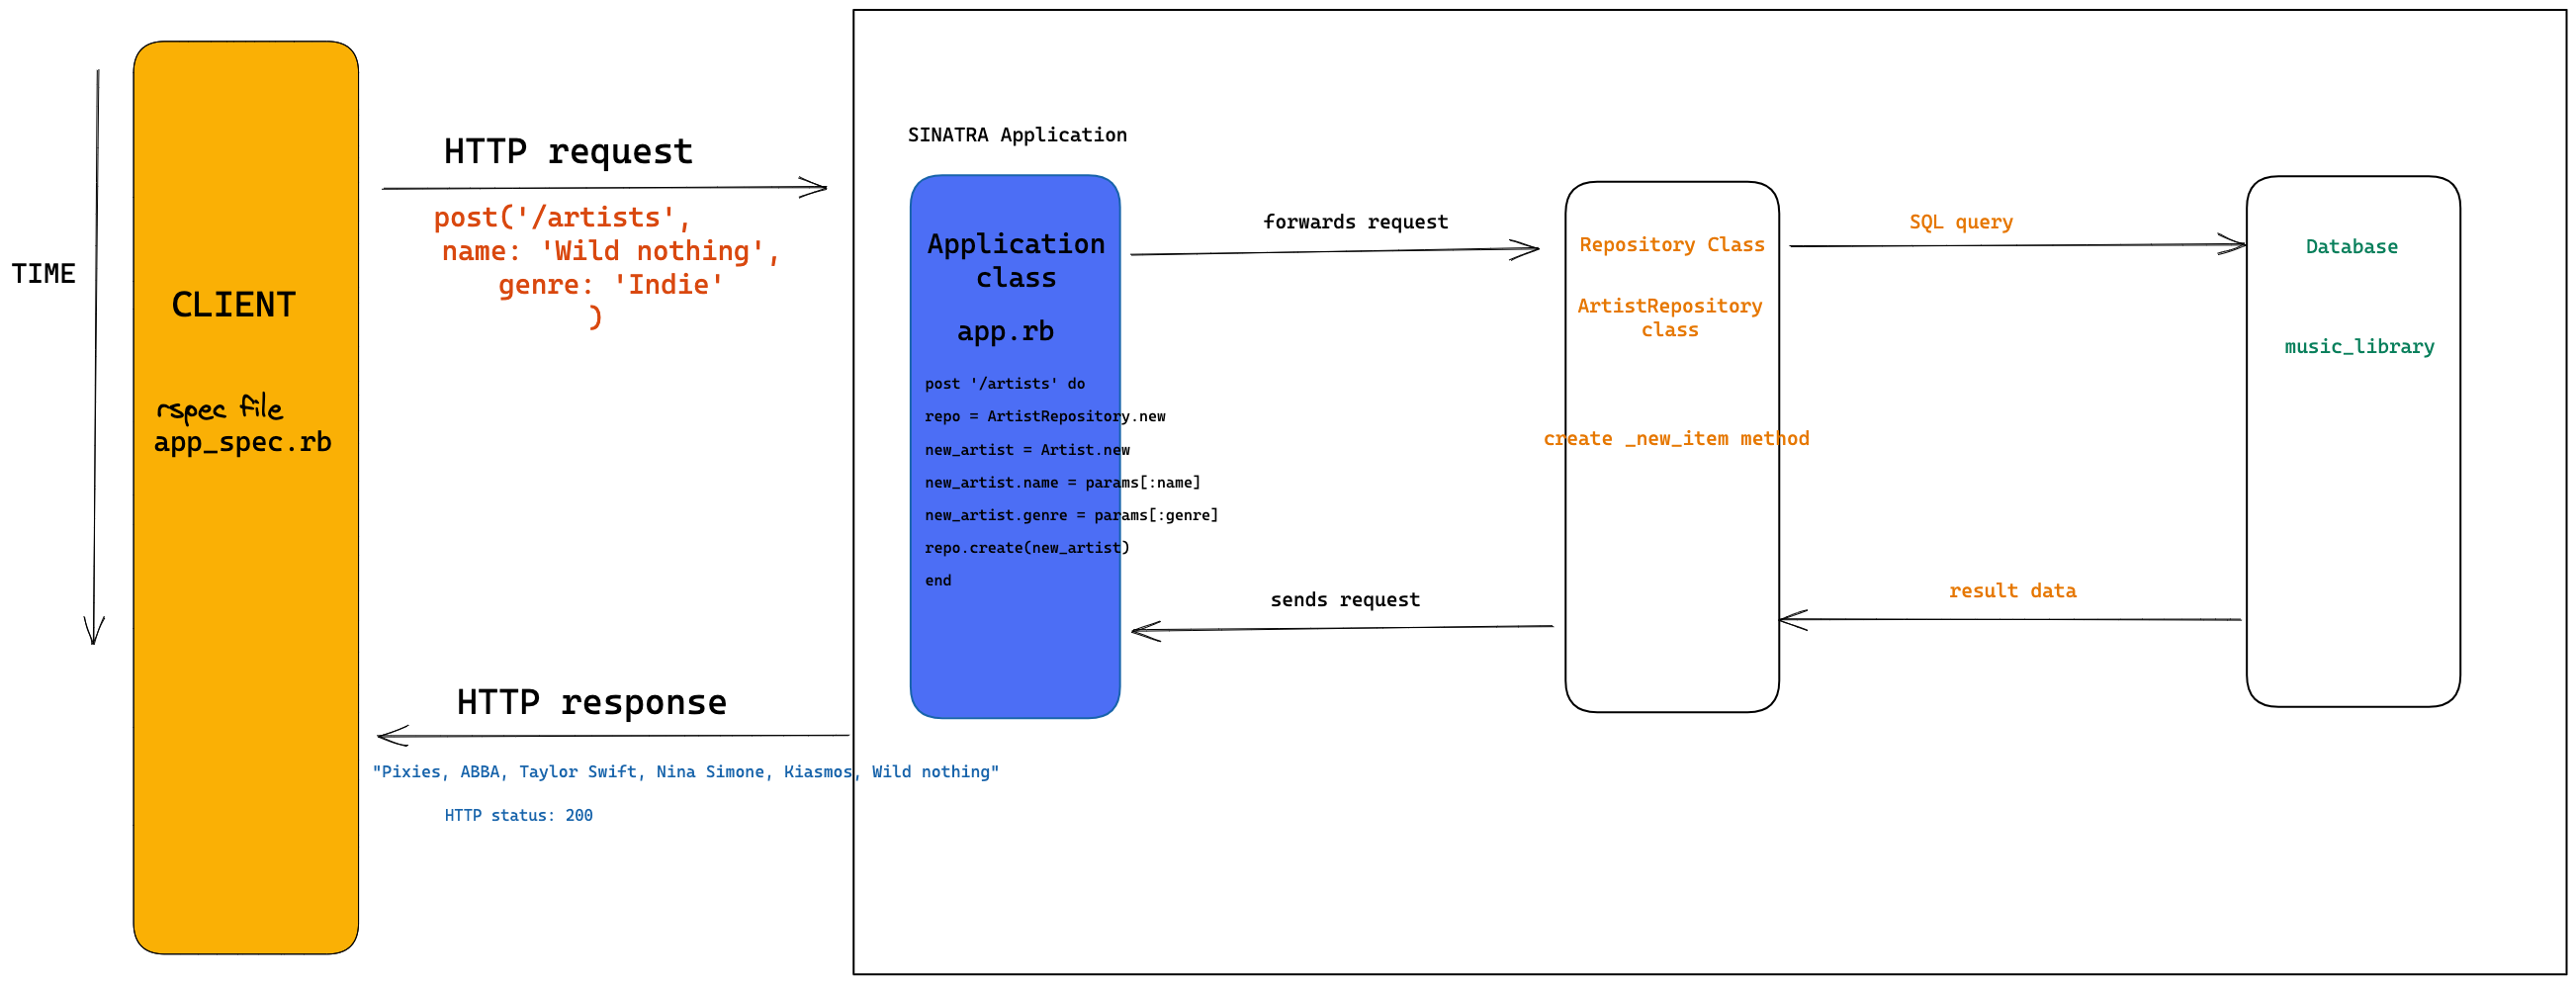 TIME
CLIENT
rspec file
app_spec.rb
HTTP request
post('/artists',
name: 'Wild nothing',
genre: 'Indie'
)
HTTP response
"Pixies, ABBA, Taylor Swift, Nina Simone, Kiasmos, Wild nothing"
HTTP status: 200
SINATRA Application
Application
class
app.rb
post '/artists' do
repo = ArtistRepository.new
new_artist = Artist.new
new_artist.name = params[:name]
new_artist.genre = params[:genre]
repo.create(new_artist)
end
forwards request
sends request
Repository Class
ArtistRepository
class
create _new_item method
SQL query
result data
Database
music_library